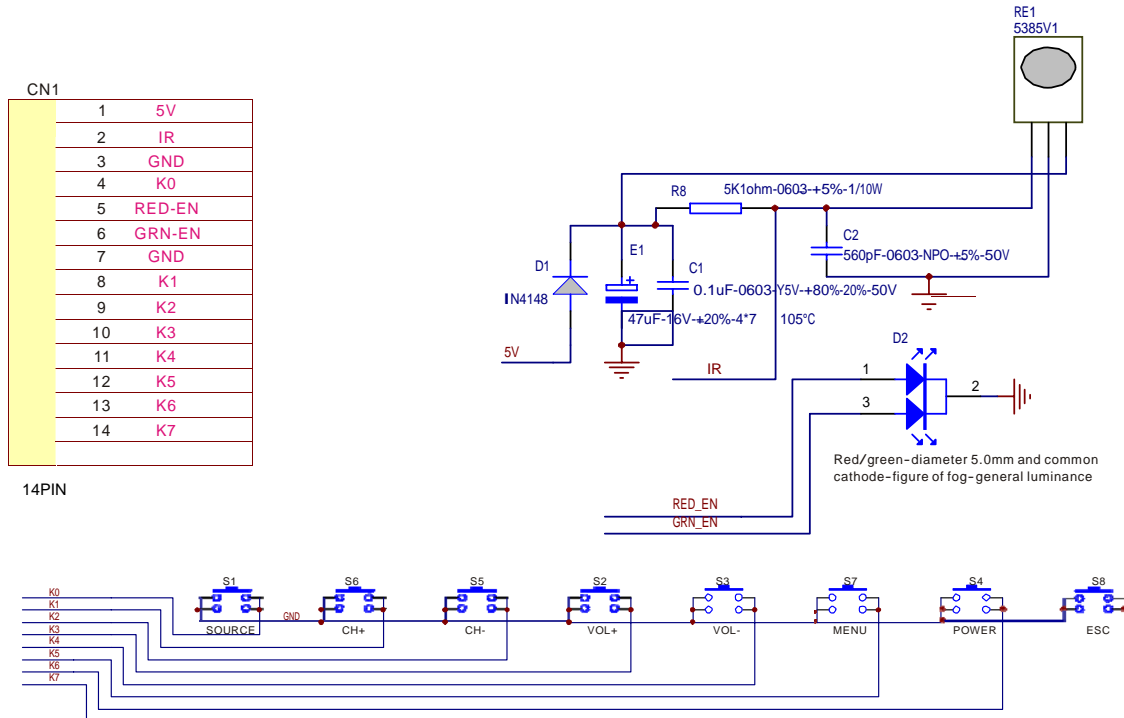 RE1
5385V1
CN1
1 5V
2 IR
3 GND
4 K0
5 RED-EN
6 GRN-EN
7 GND
8 K1
9 K2
10 K3
11 K4
12 K5
13 K6
14 K7
14PIN
R8
5K1ohm-0603-+5%-1/10W
C2
560pF-0603-NPO-+5%-50V
D1
IN4148
E1
+
C1
0.1uF-0603-Y5V-+80%-20%-50V
47uF-16V-+20%-4*7 105°C
5V
IR
D2
1
2
3
Red/green-diameter 5.0mm and common
cathode-figure of fog-general luminance
RED_EN
GRN_EN
S1 S6 S5 S2 S3 S7 S4 S8
K0
K1
K2
K3
K4
K5
K6
K7
GND
SOURCE CH+ CH- VOL+ VOL- MENU POWER ESC